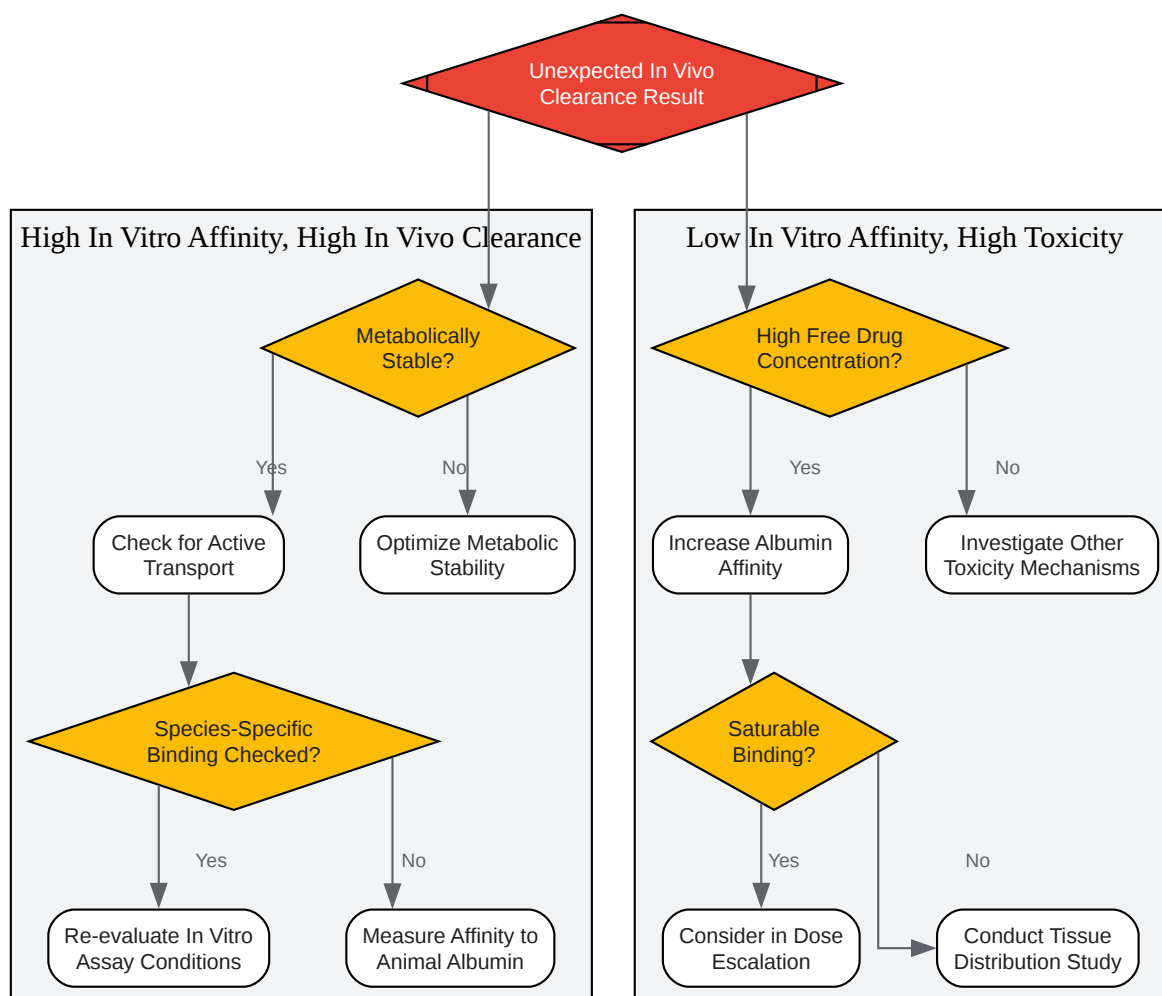 Unexpected In Vivo
Clearance Result
High In Vitro Affinity, High In Vivo Clearance
Metabolically
Stable?
Yes
No
Check for Active
Transport
Optimize Metabolic
Stability
Species-Specific
Binding Checked?
Yes
No
Re-evaluate In Vitro
Assay Conditions
Measure Affinity to
Animal Albumin
Low In Vitro Affinity, High Toxicity
High Free Drug
Concentration?
Yes
No
Increase Albumin
Affinity
Investigate Other
Toxicity Mechanisms
Saturable
Binding?
Yes
No
Consider in Dose
Escalation
Conduct Tissue
Distribution Study